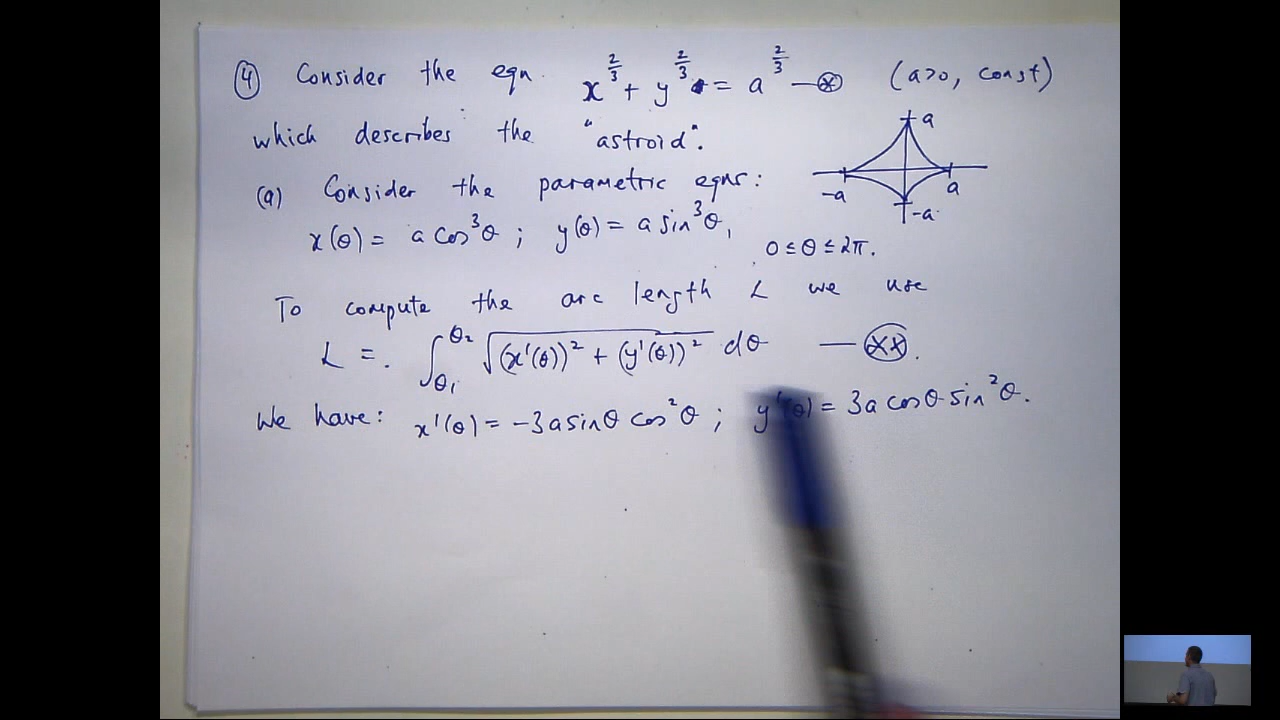 ④ Consider the eqn. x^{2/3} + y^{2/3} = a^{2/3} —⊛ (a>0, const)
which describes the "astroid".
a
-a
a
-a
(a) Consider the parametric eqns:
x(θ) = a cos³θ ; y(θ) = a sin³θ, 0 ≤ θ ≤ 2π.
To compute the arc length L we use
L = ∫_{θ₁}^{θ₂} √((x'(θ))² + (y'(θ))²) dθ —(**).
We have: x'(θ) = -3a sinθ cos²θ ; y'(θ) = 3a cosθ sin²θ.